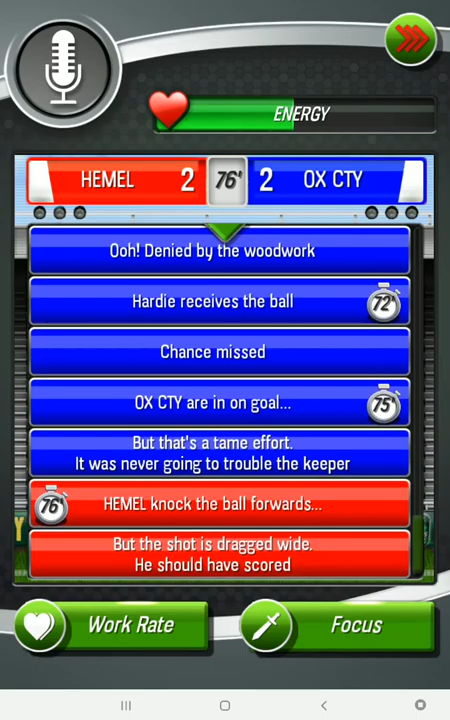 ENERGY
HEMEL 2 76' 2 OX CTY
Ooh! Denied by the woodwork
Hardie receives the ball 72'
Chance missed
OX CTY are in on goal... 75'
But that's a tame effort.
It was never going to trouble the keeper
76' HEMEL knock the ball forwards...
But the shot is dragged wide.
He should have scored
Work Rate
Focus